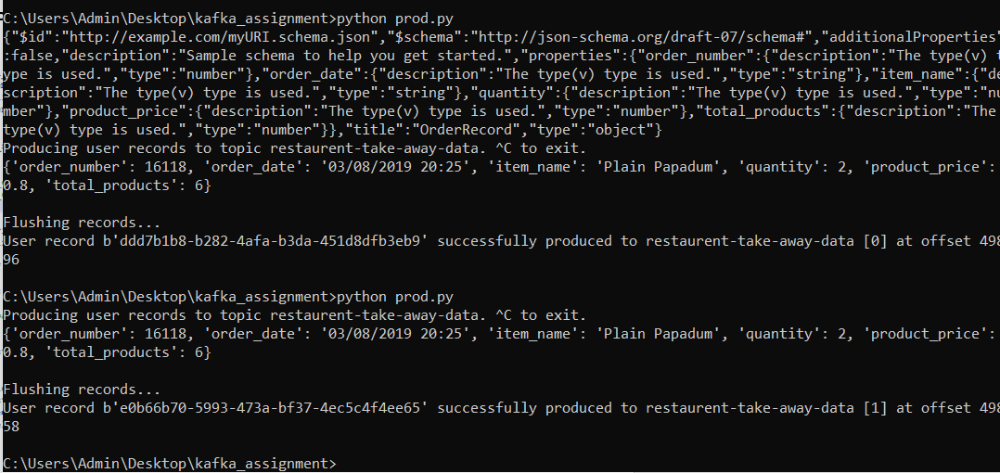 C:\Users\Admin\Desktop\kafka_assignment>python prod.py
{"$id":"http://example.com/myURI.schema.json","$schema":"http://json-schema.org/draft-07/schema#","additionalProperties"
:false,"description":"Sample schema to help you get started.","properties":{"order_number":{"description":"The type(v) t
ype is used.","type":"number"},"order_date":{"description":"The type(v) type is used.","type":"string"},"item_name":{"de
scription":"The type(v) type is used.","type":"string"},"quantity":{"description":"The type(v) type is used.","type":"nu
mber"},"product_price":{"description":"The type(v) type is used.","type":"number"},"total_products":{"description":"The
type(v) type is used.","type":"number"}},"title":"OrderRecord","type":"object"}
Producing user records to topic restaurent-take-away-data. ^C to exit.
{'order_number': 16118, 'order_date': '03/08/2019 20:25', 'item_name': 'Plain Papadum', 'quantity': 2, 'product_price':
0.8, 'total_products': 6}
Flushing records...
User record b'ddd7b1b8-b282-4afa-b3da-451d8dfb3eb9' successfully produced to restaurent-take-away-data [0] at offset 498
96
C:\Users\Admin\Desktop\kafka_assignment>python prod.py
Producing user records to topic restaurent-take-away-data. ^C to exit.
{'order_number': 16118, 'order_date': '03/08/2019 20:25', 'item_name': 'Plain Papadum', 'quantity': 2, 'product_price':
0.8, 'total_products': 6}
Flushing records...
User record b'e0b66b70-5993-473a-bf37-4ec5c4f4ee65' successfully produced to restaurent-take-away-data [1] at offset 498
58
C:\Users\Admin\Desktop\kafka_assignment>